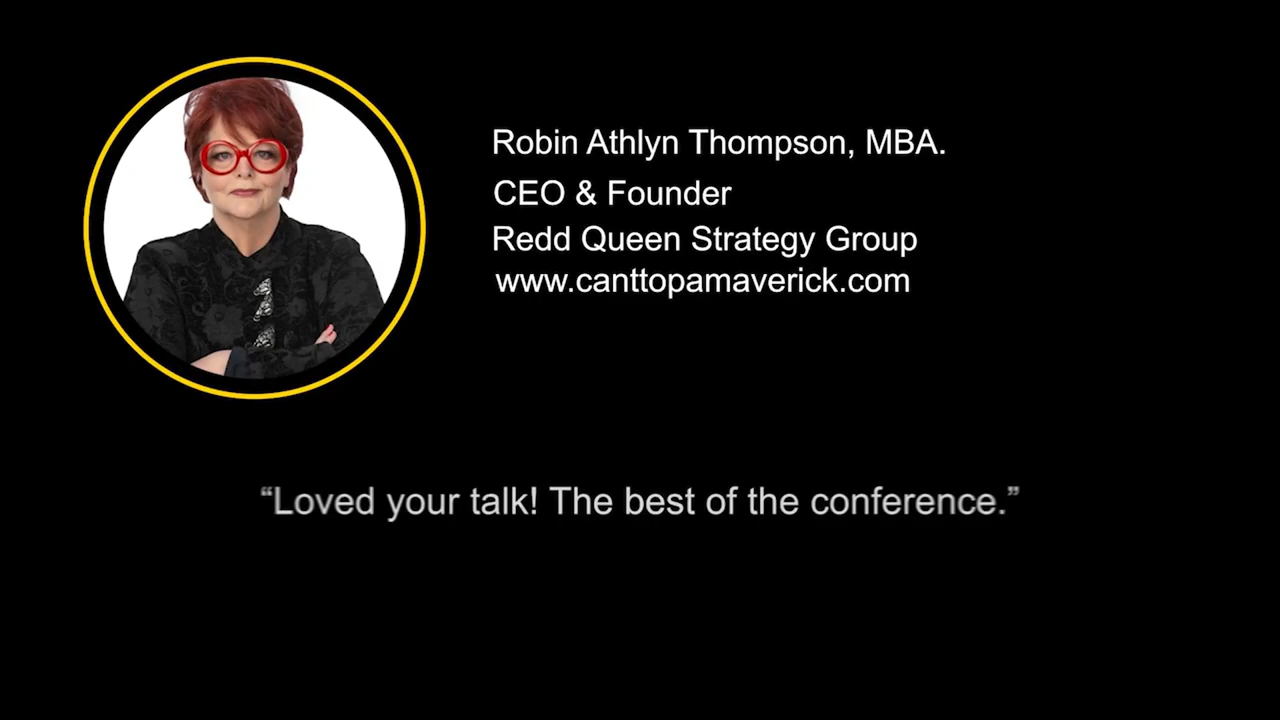 Robin Athlyn Thompson, MBA.
CEO & Founder
Redd Queen Strategy Group
www.canttopamaverick.com
“Loved your talk! The best of the conference.”